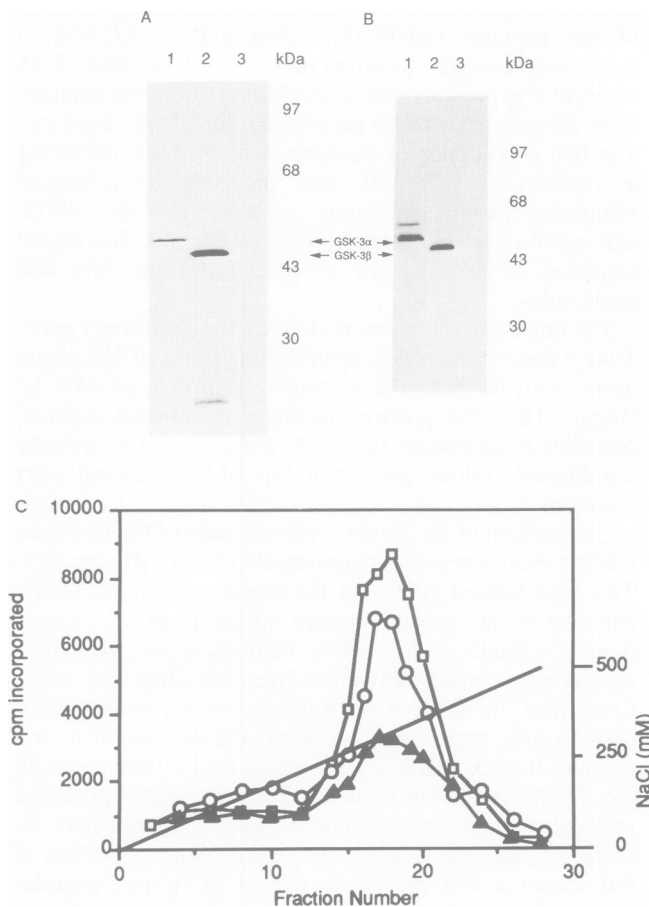 A
B
1 2 3 kDa
1 2 3 kDa
97
68
43
30
97
68
43
30
GSK-3α
GSK-3β
C
10000
8000
6000
4000
2000
0
cpm incorporated
500
250
0
NaCl (mM)
0 10 20 30
Fraction Number